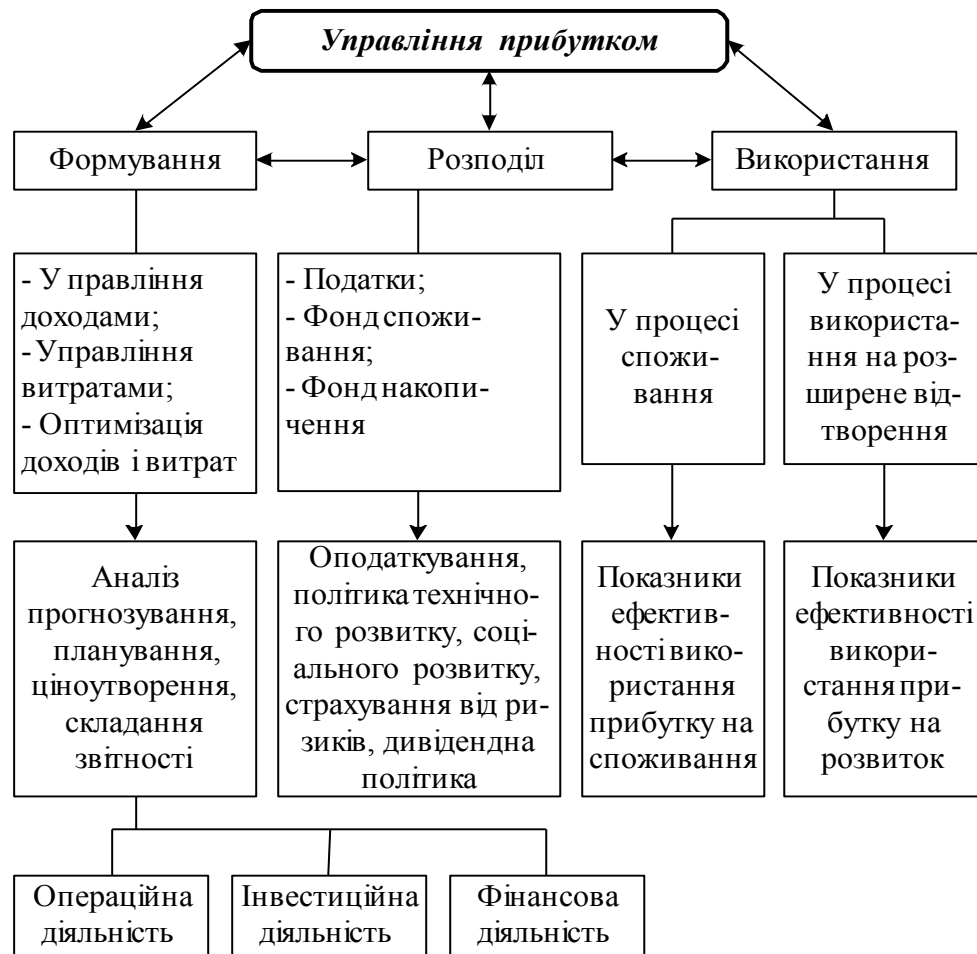 Управління прибутком
Формування
Розподіл
Використання
- У правління
доходами;
- Управління
витратами;
- Оптимізація
доходів і витрат
- Податки;
- Фонд спожи-
вання;
- Фонд накопи-
чення
У процесі
спожи-
вання
У процесі
використа-
ння на роз-
ширене від-
творення
Аналіз
прогнозування,
планування,
ціноутворення,
складання
звітності
Оподаткування,
політика технічно-
го розвитку, соці-
ального розвитку,
страхування від ри-
зиків, дивідендна
політика
Показники
ефектив-
ності вико-
ристання
прибутку на
споживання
Показники
ефективності
викори-
стання при-
бутку на
розвиток
Операційна
діяльність
Інвестиційна
діяльність
Фінансова
діяльність